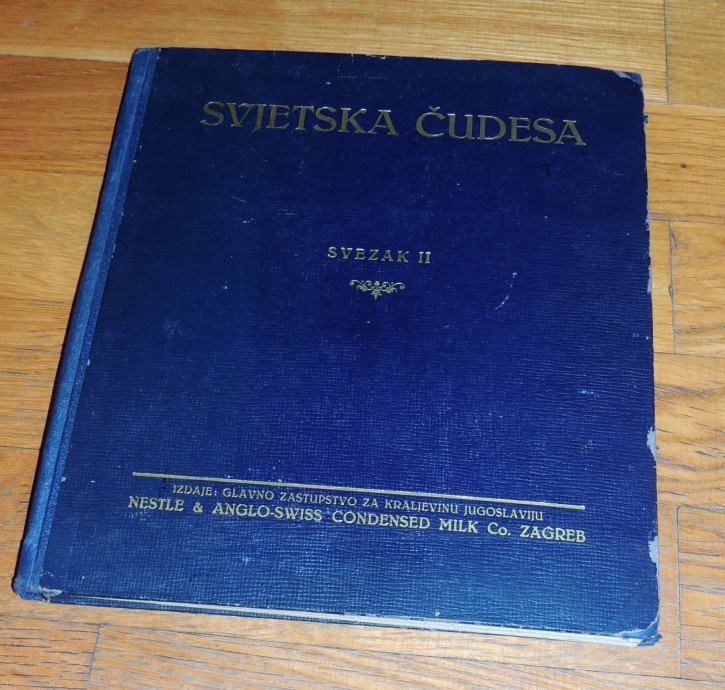 SVJETSKA ČUDESA
SVEZAK II
IZDAJE: GLAVNO ZASTUPSTVO ZA KRALJEVINU JUGOSLAVIJU
NESTLE & ANGLO-SWISS CONDENSED MILK Co. ZAGREB